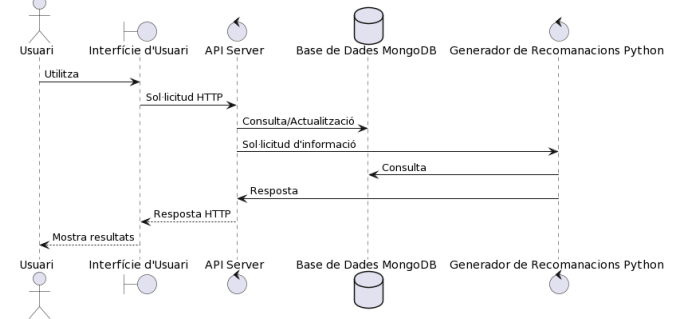 Usuari
Interfície d'Usuari
API Server
Base de Dades MongoDB
Generador de Recomanacions Python
Utilitza
Sol·licitud HTTP
Consulta/Actualització
Sol·licitud d'informació
Consulta
Resposta
Resposta HTTP
Mostra resultats
Usuari
Interfície d'Usuari
API Server
Base de Dades MongoDB
Generador de Recomanacions Python